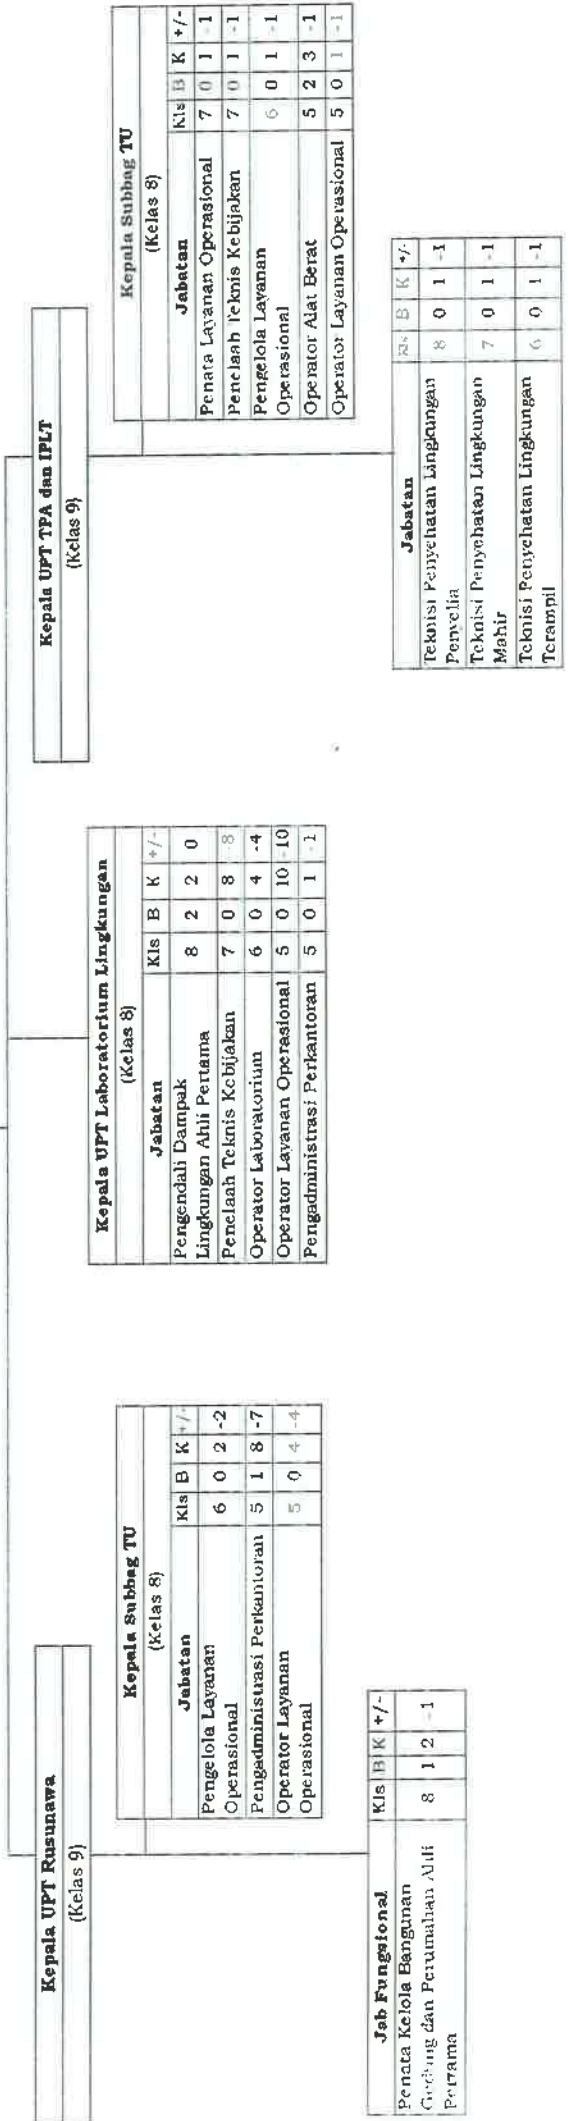 Kepala UPT Rusunawa
(Kelas 9)
Kepala Subbag TU
(Kelas 8)
Jabatan Kls B K +/-
Pengelola Layanan
Operasional 6 0 2 -2
Pengadministrasi Perkantoran 5 1 8 -7
Operator Layanan
Operasional 5 0 4 -4
Jab Fungsional Kls B K +/-
Penata Kelola Bangunan
Gedung dan Perumahan Ahli
Pertama 8 1 2 -1
Kepala UPT Laboratorium Lingkungan
(Kelas 8)
Jabatan Kls B K +/-
Pengendali Dampak
Lingkungan Ahli Pertama 8 2 2 0
Penelaah Teknis Kebijakan 7 0 8 -8
Operator Laboratorium 6 0 4 -4
Operator Layanan Operasional 5 0 10 -10
Pengadministrasi Perkantoran 5 0 1 -1
Kepala UPT TPA dan IPLT
(Kelas 9)
Kepala Subbag TU
(Kelas 8)
Jabatan Kls B K +/-
Penata Layanan Operasional 7 0 1 -1
Penelaah Teknis Kebijakan 7 0 1 -1
Pengelola Layanan
Operasional 6 0 1 -1
Operator Alat Berat 5 2 3 -1
Operator Layanan Operasional 5 0 1 -1
Jabatan Kls B K +/-
Teknisi Penyehatan Lingkungan
Penyelia 8 0 1 -1
Teknisi Penyehatan Lingkungan
Mahir 7 0 1 -1
Teknisi Penyehatan Lingkungan
Terampil 6 0 1 -1